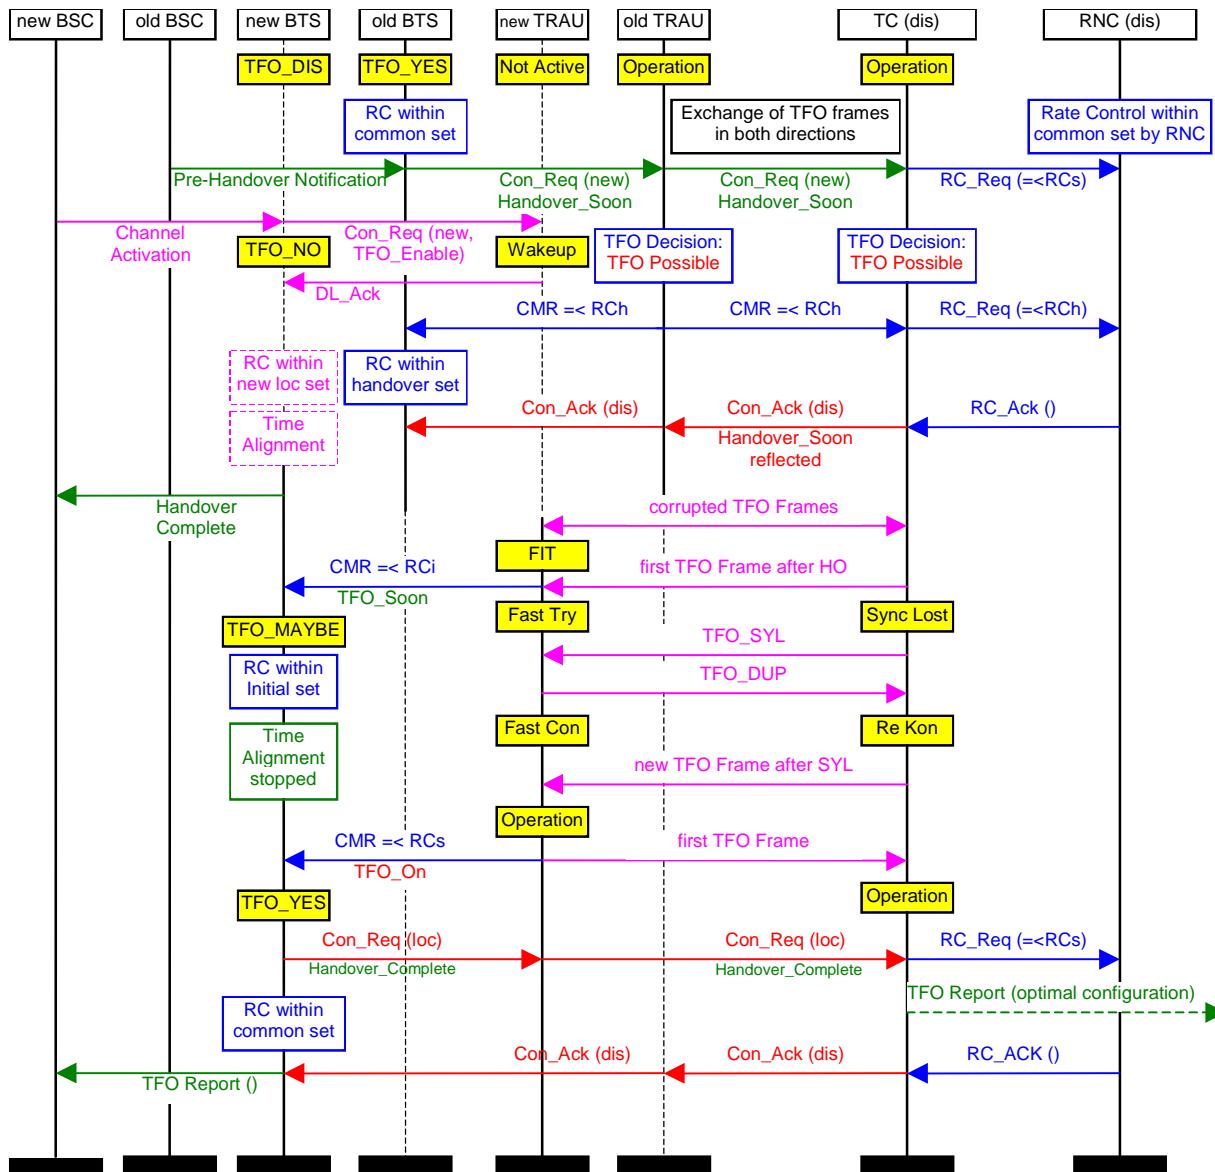 new BSC
old BSC
new BTS
old BTS
new TRAU
old TRAU
TC (dis)
RNC (dis)
TFO_DIS
TFO_YES
Not Active
Operation
Operation
RC within
common set
Exchange of TFO frames
in both directions
Rate Control within
common set by RNC
Pre-Handover Notification
Con_Req (new)
Handover_Soon
Con_Req (new)
Handover_Soon
RC_Req (=<RCs)
Channel
Activation
TFO_NO
Con_Req (new,
TFO_Enable)
Wakeup
TFO Decision:
TFO Possible
TFO Decision:
TFO Possible
DL_Ack
CMR =< RCh
CMR =< RCh
RC_Req (=<RCh)
RC within
new loc set
RC within
handover set
Time
Alignment
Con_Ack (dis)
Con_Ack (dis)
Handover_Soon
reflected
RC_Ack ()
Handover
Complete
corrupted TFO Frames
FIT
CMR =< RCi
TFO_Soon
first TFO Frame after HO
Fast Try
Sync Lost
TFO_MAYBE
TFO_SYL
RC within
Initial set
TFO_DUP
Time
Alignment
stopped
Fast Con
Re Kon
new TFO Frame after SYL
Operation
CMR =< RCs
TFO_On
first TFO Frame
TFO_YES
Operation
Con_Req (loc)
Handover_Complete
Con_Req (loc)
Handover_Complete
RC_Req (=<RCs)
TFO Report (optimal configuration)
RC within
common set
Con_Ack (dis)
Con_Ack (dis)
RC_ACK ()
TFO Report ()